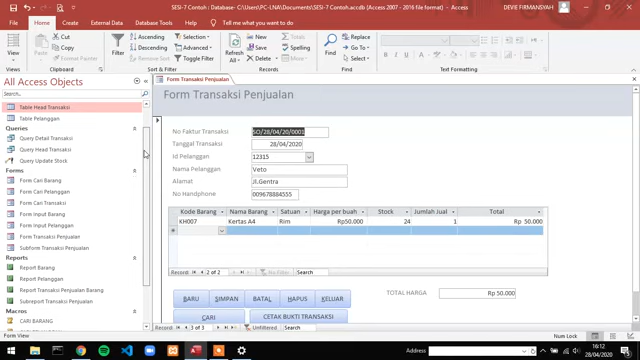 SESI-7 Contoh : Database- C:\Users\PC-LNA\Documents\SESI-7 Contoh.accdb (Access 2007 - 2016 file format) - Access
DEVIE FIRMANSYAH
File Home Create External Data Database Tools Help Tell me what you want to do
View
Views
Paste
Cut
Copy
Format Painter
Clipboard
Filter
Ascending
Descending
Remove Sort
Selection
Advanced
Toggle Filter
Sort & Filter
Refresh
All
New
Save
Delete
Totals
Spelling
More
Records
Find
Replace
Go To
Select
Find
B I U
Text Formatting
All Access Objects
Search...
Table Head Transaksi
Table Pelanggan
Queries
Query Detail Transaksi
Query Head Transaksi
Query Update Stock
Forms
Form Cari Barang
Form Cari Pelanggan
Form Cari Transaksi
Form Input Barang
Form Input Pelanggan
Form Transaksi Penjualan
Subform Transaksi Penjualan
Reports
Report Barang
Report Pelanggan
Report Transaksi Penjualan Barang
Subreport Transaksi Penjualan
Macros
CARI BARANG
Form Transaksi Penjualan
Form Transaksi Penjualan
No Faktur Transaksi SO/28/04/20/0001
Tanggal Transaksi 28/04/2020
Id Pelanggan 12315
Nama Pelanggan Veto
Alamat Jl.Gentra
No Handphone 009678884555
Kode Barang Nama Barang Satuan Harga per buah Stock Jumlah Jual Total
KH007 Kertas A4 Rim Rp50.000 24 1 Rp 50.000
Record: 2 of 2 No Filter Search
BARU SIMPAN BATAL HAPUS KELUAR
TOTAL HARGA Rp 50.000
CARI CETAK BUKTI TRANSAKSI
Record: 3 of 3 Unfiltered Search
Form View Num Lock
Address
16:12
28/04/2020